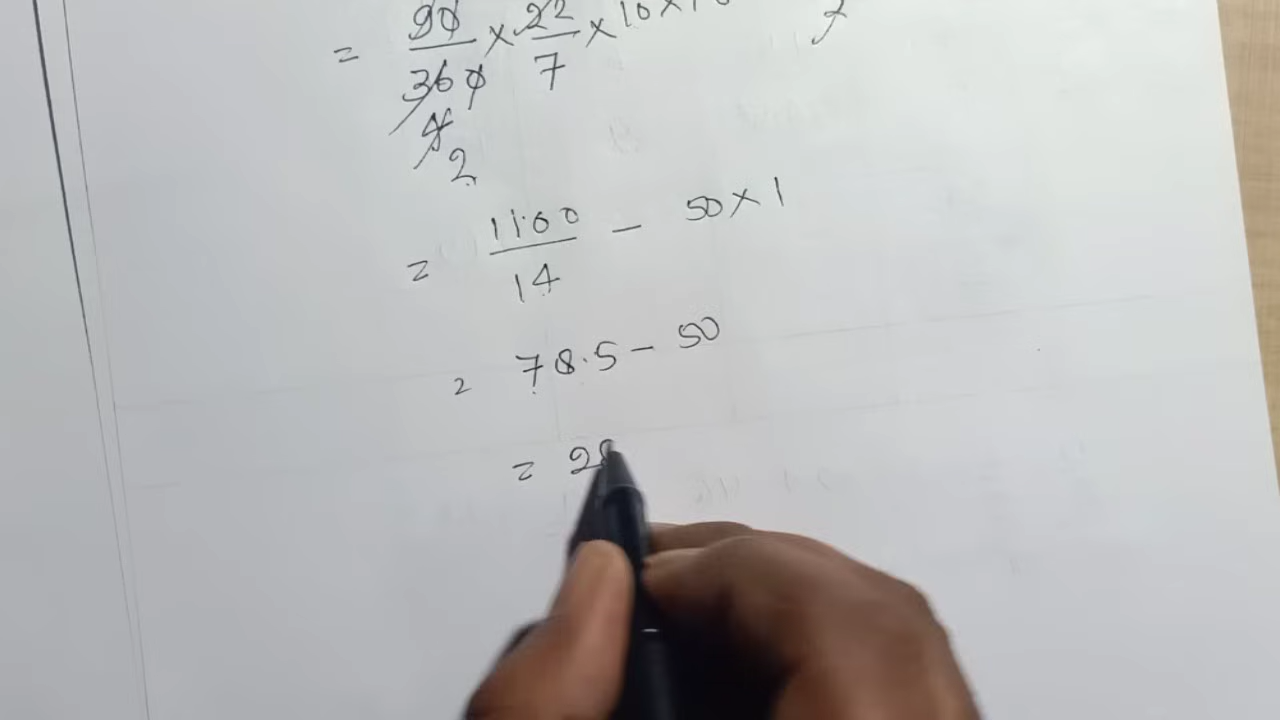 = 90/360 × 22/7 × 10×10
4
2
= 1100/14 - 50×1
= 78.5 - 50
= 28